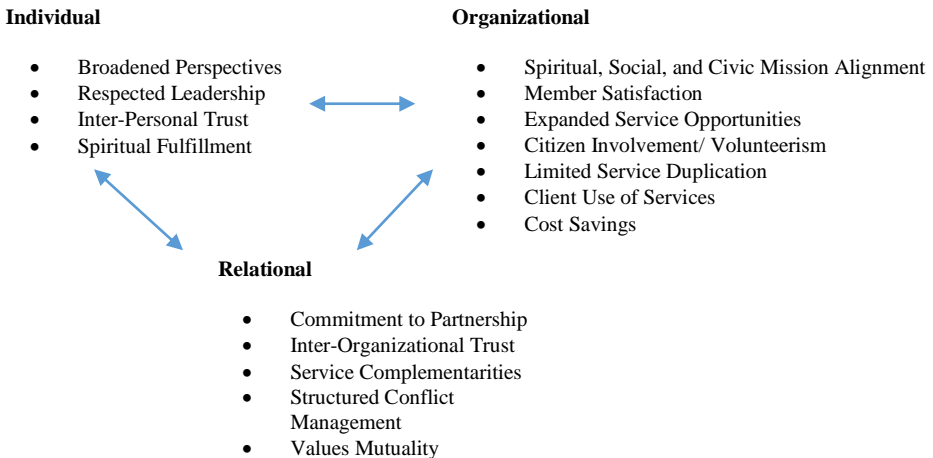 Individual
• Broadened Perspectives
• Respected Leadership
• Inter-Personal Trust
• Spiritual Fulfillment
Organizational
• Spiritual, Social, and Civic Mission Alignment
• Member Satisfaction
• Expanded Service Opportunities
• Citizen Involvement/ Volunteerism
• Limited Service Duplication
• Client Use of Services
• Cost Savings
Relational
• Commitment to Partnership
• Inter-Organizational Trust
• Service Complementarities
• Structured Conflict
Management
• Values Mutuality